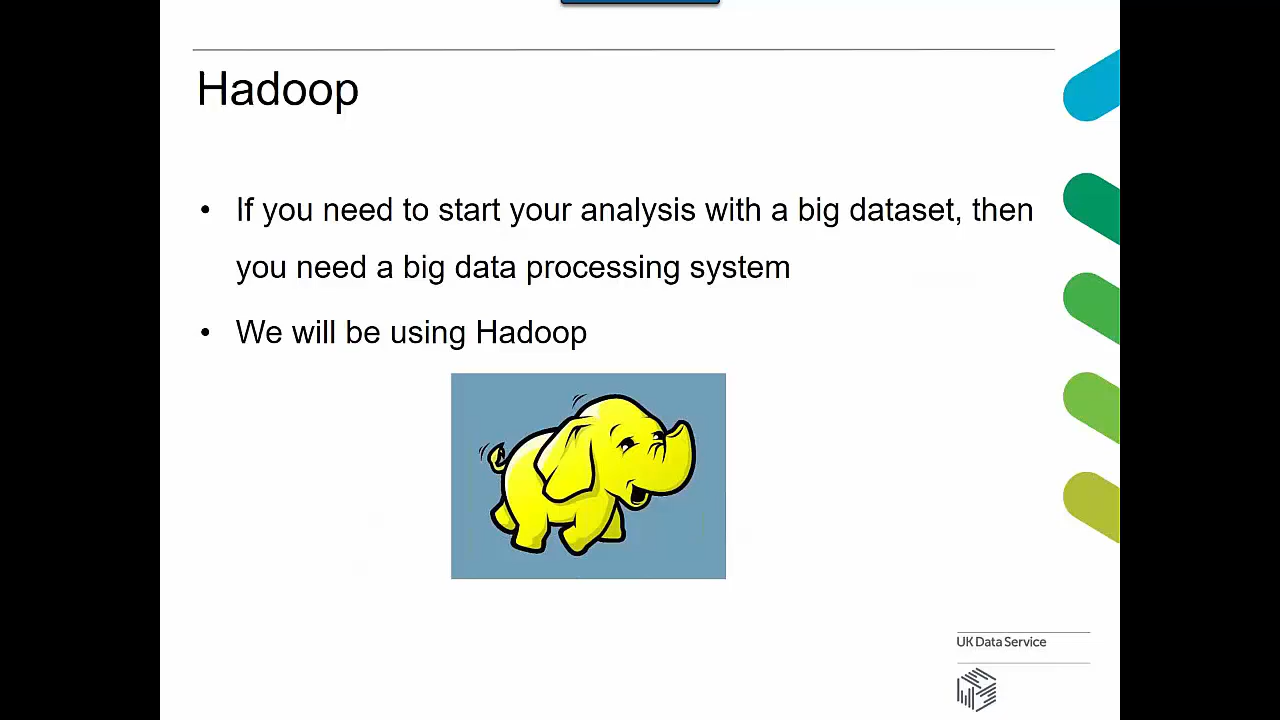 Hadoop
• If you need to start your analysis with a big dataset, then
you need a big data processing system
• We will be using Hadoop
UK Data Service